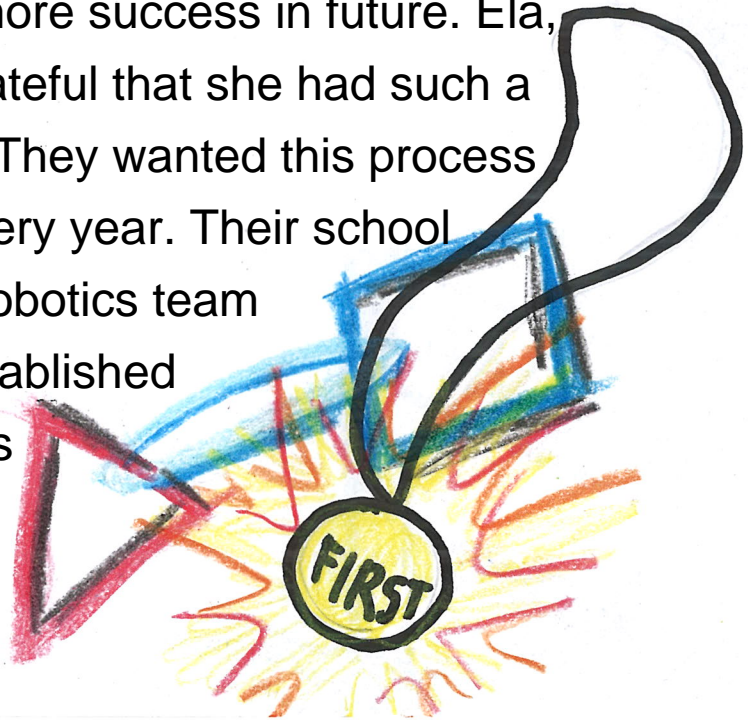 more success in future. Ela,
ateful that she had such a
They wanted this process
ery year. Their school
obotics team
ablished
s
FIRST